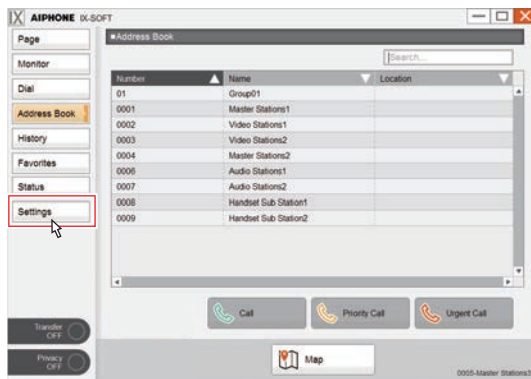 IX AIPHONE IX-SOFT
Page
Monitor
Dial
Address Book
History
Favorites
Status
Settings
Transfer
OFF
Privacy
OFF
■Address Book
Search...
Number Name Location
01 Group01
0001 Master Stations1
0002 Video Stations1
0003 Video Stations2
0004 Master Stations2
0006 Audio Stations1
0007 Audio Stations2
0008 Handset Sub Station1
0009 Handset Sub Station2
Call Priority Call Urgent Call
Map
0005-Master Stations3